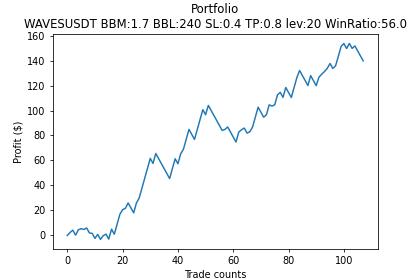 Portfolio
WAVESUSDT BBM:1.7 BBL:240 SL:0.4 TP:0.8 lev:20 WinRatio:56.0
160
140
120
100
80
60
40
20
0
Profit ($)
0 20 40 60 80 100
Trade counts